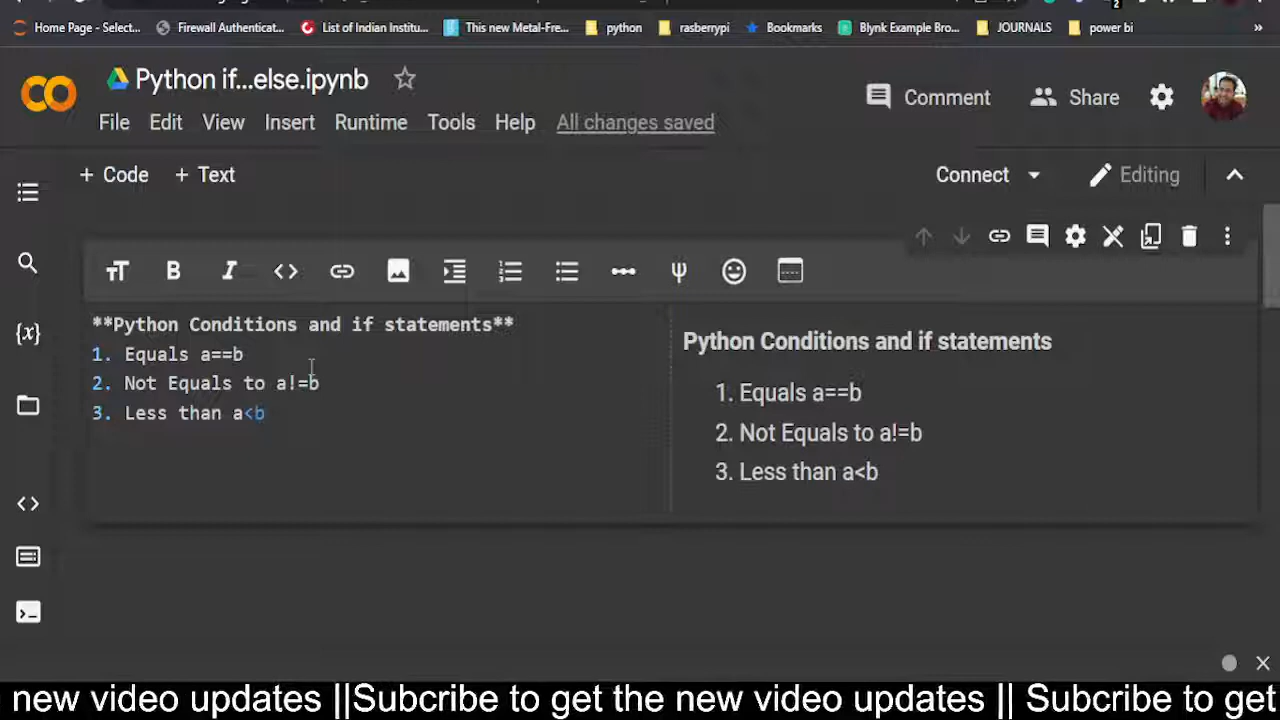 Home Page - Select... Firewall Authenticat... List of Indian Institu... This new Metal-Fre... python rasberrypi Bookmarks Blynk Example Bro... JOURNALS power bi »
Python if...else.ipynb
Comment Share
File Edit View Insert Runtime Tools Help All changes saved
+ Code + Text Connect Editing
**Python Conditions and if statements**
1. Equals a==b
2. Not Equals to a!=b
3. Less than a<b
Python Conditions and if statements
1. Equals a==b
2. Not Equals to a!=b
3. Less than a<b
new video updates ||Subcribe to get the new video updates || Subcribe to get